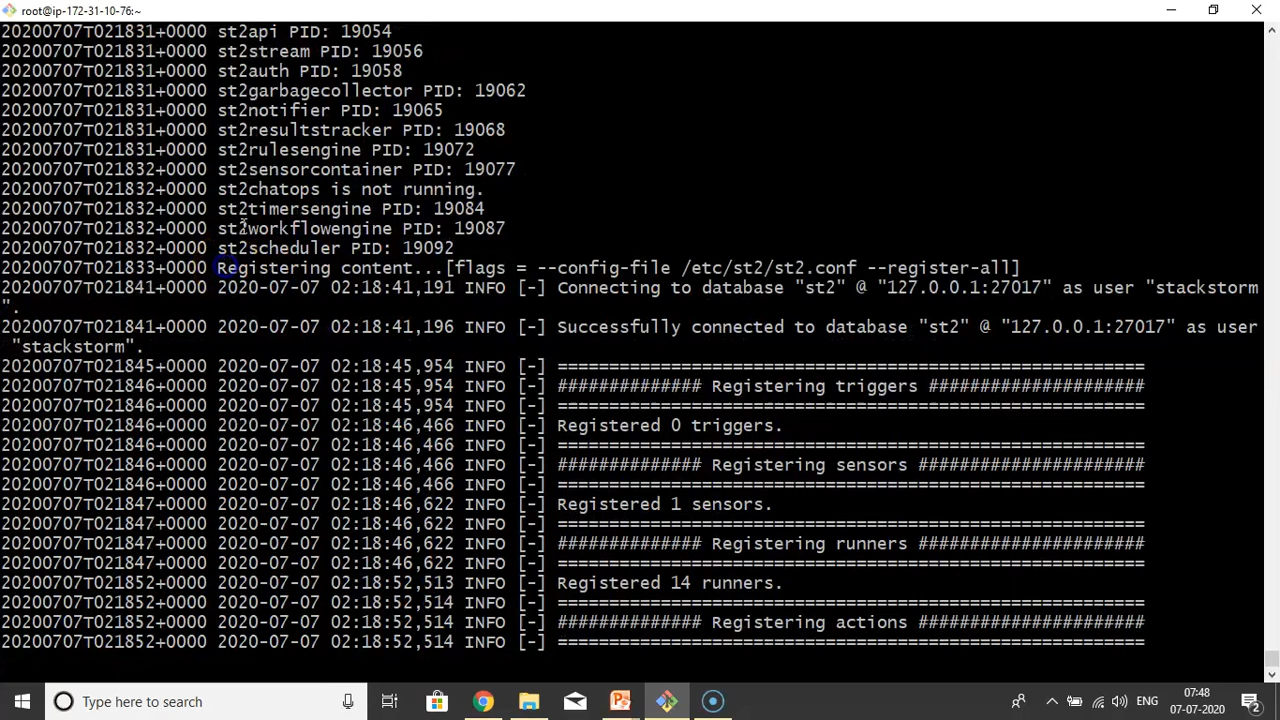 root@ip-172-31-10-76:~
20200707T021831+0000 st2api PID: 19054
20200707T021831+0000 st2stream PID: 19056
20200707T021831+0000 st2auth PID: 19058
20200707T021831+0000 st2garbagecollector PID: 19062
20200707T021831+0000 st2notifier PID: 19065
20200707T021831+0000 st2resultstracker PID: 19068
20200707T021831+0000 st2rulesengine PID: 19072
20200707T021832+0000 st2sensorcontainer PID: 19077
20200707T021832+0000 st2chatops is not running.
20200707T021832+0000 st2timersengine PID: 19084
20200707T021832+0000 st2workflowengine PID: 19087
20200707T021832+0000 st2scheduler PID: 19092
20200707T021833+0000 Registering content...[flags = --config-file /etc/st2/st2.conf --register-all]
20200707T021841+0000 2020-07-07 02:18:41,191 INFO [-] Connecting to database "st2" @ "127.0.0.1:27017" as user "stackstorm
".
20200707T021841+0000 2020-07-07 02:18:41,196 INFO [-] Successfully connected to database "st2" @ "127.0.0.1:27017" as user
"stackstorm".
20200707T021845+0000 2020-07-07 02:18:45,954 INFO [-] =========================================================
20200707T021846+0000 2020-07-07 02:18:45,954 INFO [-] ############## Registering triggers #####################
20200707T021846+0000 2020-07-07 02:18:45,954 INFO [-] =========================================================
20200707T021846+0000 2020-07-07 02:18:46,466 INFO [-] Registered 0 triggers.
20200707T021846+0000 2020-07-07 02:18:46,466 INFO [-] =========================================================
20200707T021846+0000 2020-07-07 02:18:46,466 INFO [-] ############## Registering sensors ######################
20200707T021846+0000 2020-07-07 02:18:46,466 INFO [-] =========================================================
20200707T021847+0000 2020-07-07 02:18:46,622 INFO [-] Registered 1 sensors.
20200707T021847+0000 2020-07-07 02:18:46,622 INFO [-] =========================================================
20200707T021847+0000 2020-07-07 02:18:46,622 INFO [-] ############## Registering runners ######################
20200707T021847+0000 2020-07-07 02:18:46,622 INFO [-] =========================================================
20200707T021852+0000 2020-07-07 02:18:52,513 INFO [-] Registered 14 runners.
20200707T021852+0000 2020-07-07 02:18:52,514 INFO [-] =========================================================
20200707T021852+0000 2020-07-07 02:18:52,514 INFO [-] ############## Registering actions ######################
20200707T021852+0000 2020-07-07 02:18:52,514 INFO [-] =========================================================
Type here to search
ENG
07:48
07-07-2020
2